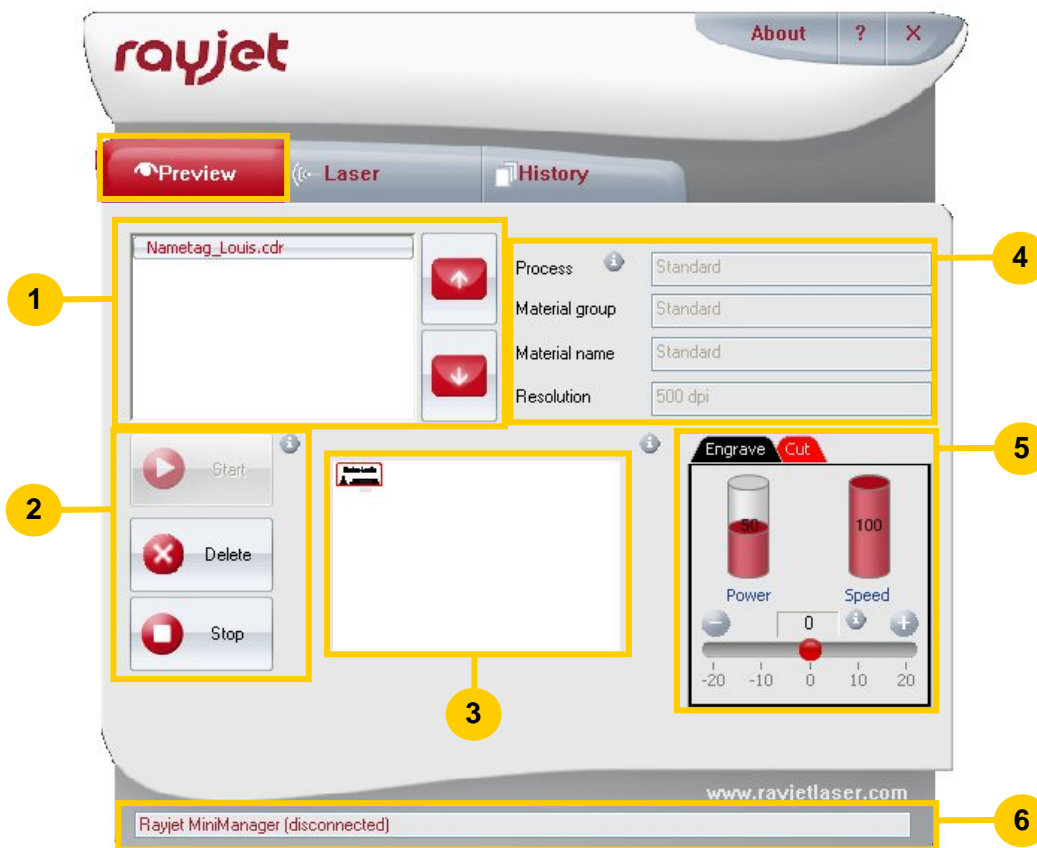 rayjet
About ? X
Preview Laser History
Nametag_Louis.cdr
1
Process Standard
Material group Standard
Material name Standard
Resolution 500 dpi
4
2
Start
Delete
Stop
3
Engrave Cut
50 100
Power Speed
0
-20 -10 0 10 20
5
www.rayjetlaser.com
Rayjet MiniManager (disconnected)
6